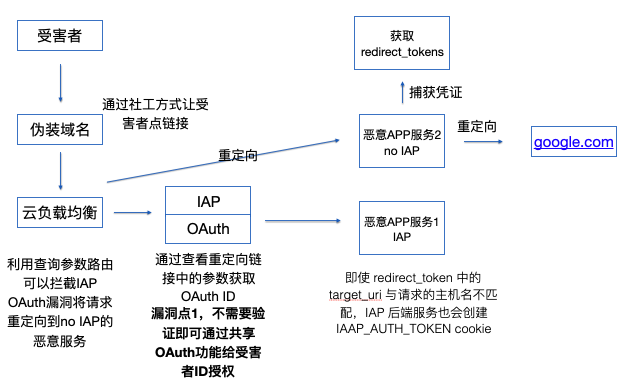 受害者
获取
redirect_tokens
通过社工方式让受
害者点链接
捕获凭证
伪装域名
重定向
恶意APP服务2
no IAP
重定向
google.com
云负载均衡
IAP
OAuth
恶意APP服务1
IAP
利用查询参数路由
可以拦截IAP
OAuth漏洞将请求
重定向到no IAP的
恶意服务
通过查看重定向链
接中的参数获取
OAuth ID
漏洞点1，不需要验
证即可通过共享
OAuth功能给受害
者ID授权
即使 redirect_token 中的
target_uri 与请求的主机名不匹
配，IAP 后端服务也会创建
IAAP_AUTH_TOKEN cookie